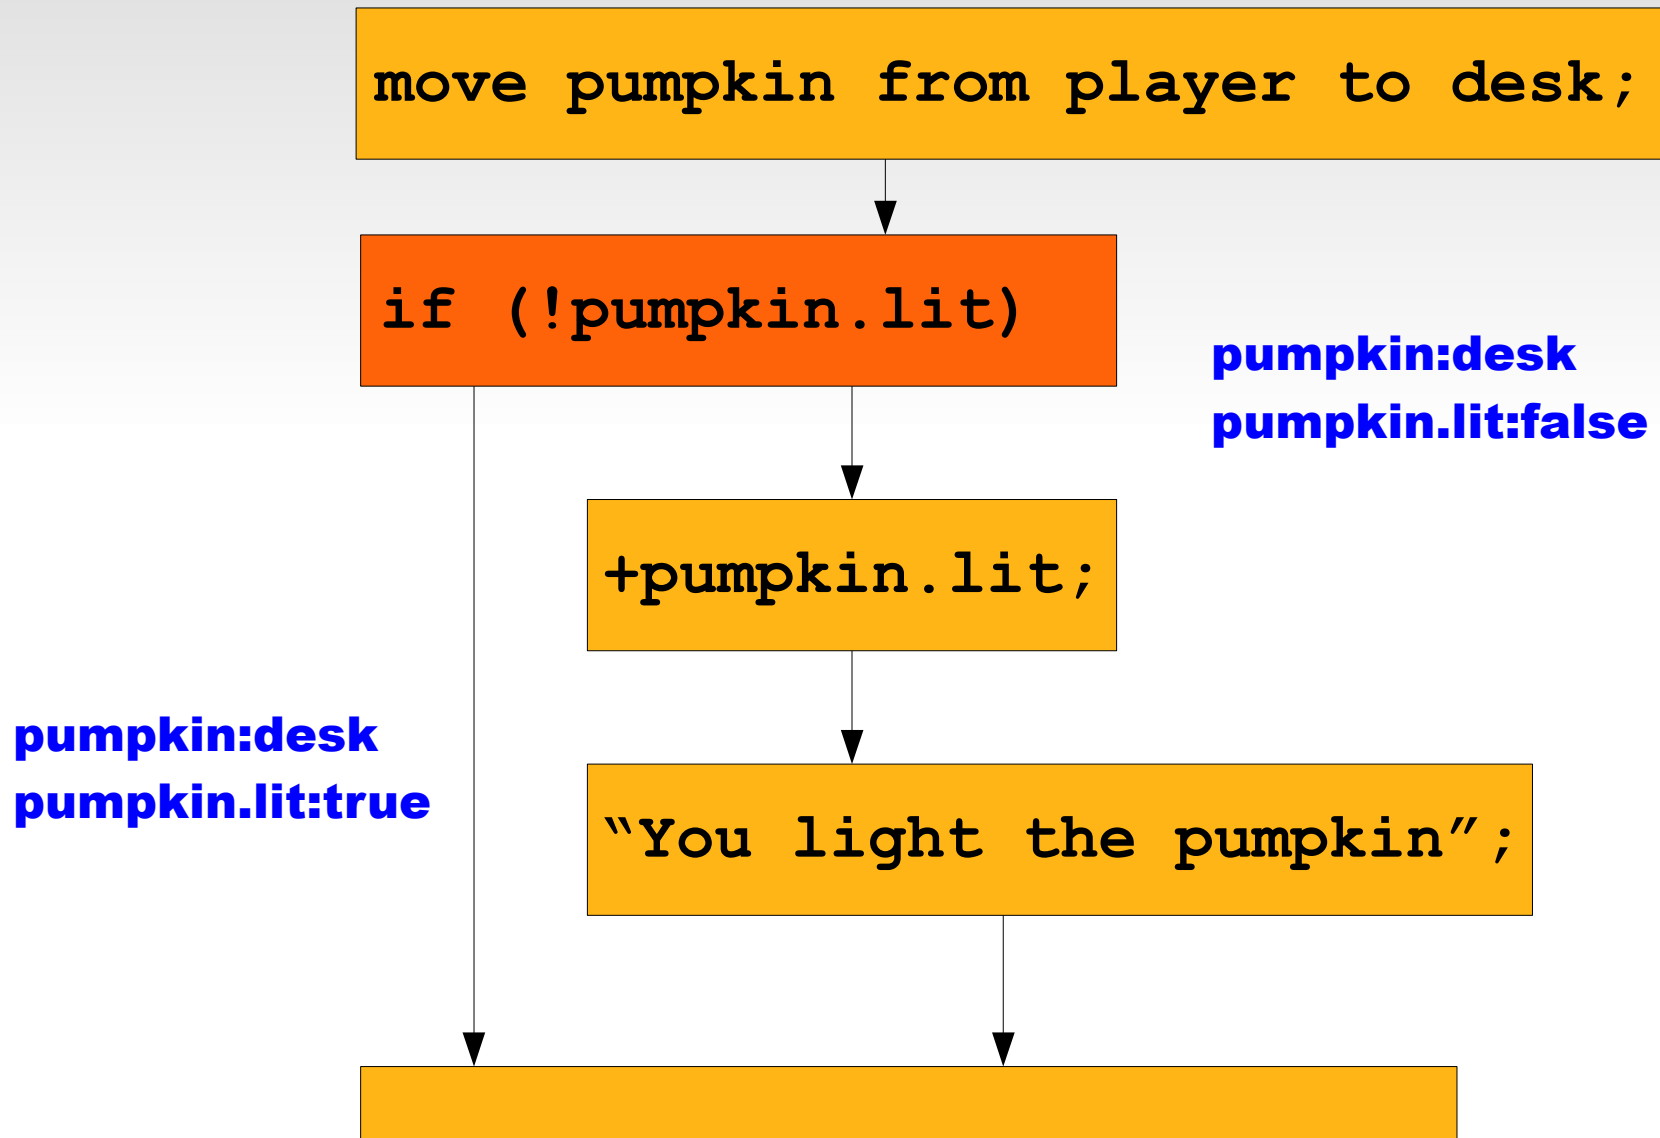 move pumpkin from player to desk;
if (!pumpkin.lit)
pumpkin:desk
pumpkin.lit:false
+pumpkin.lit;
pumpkin:desk
pumpkin.lit:true
“You light the pumpkin”;